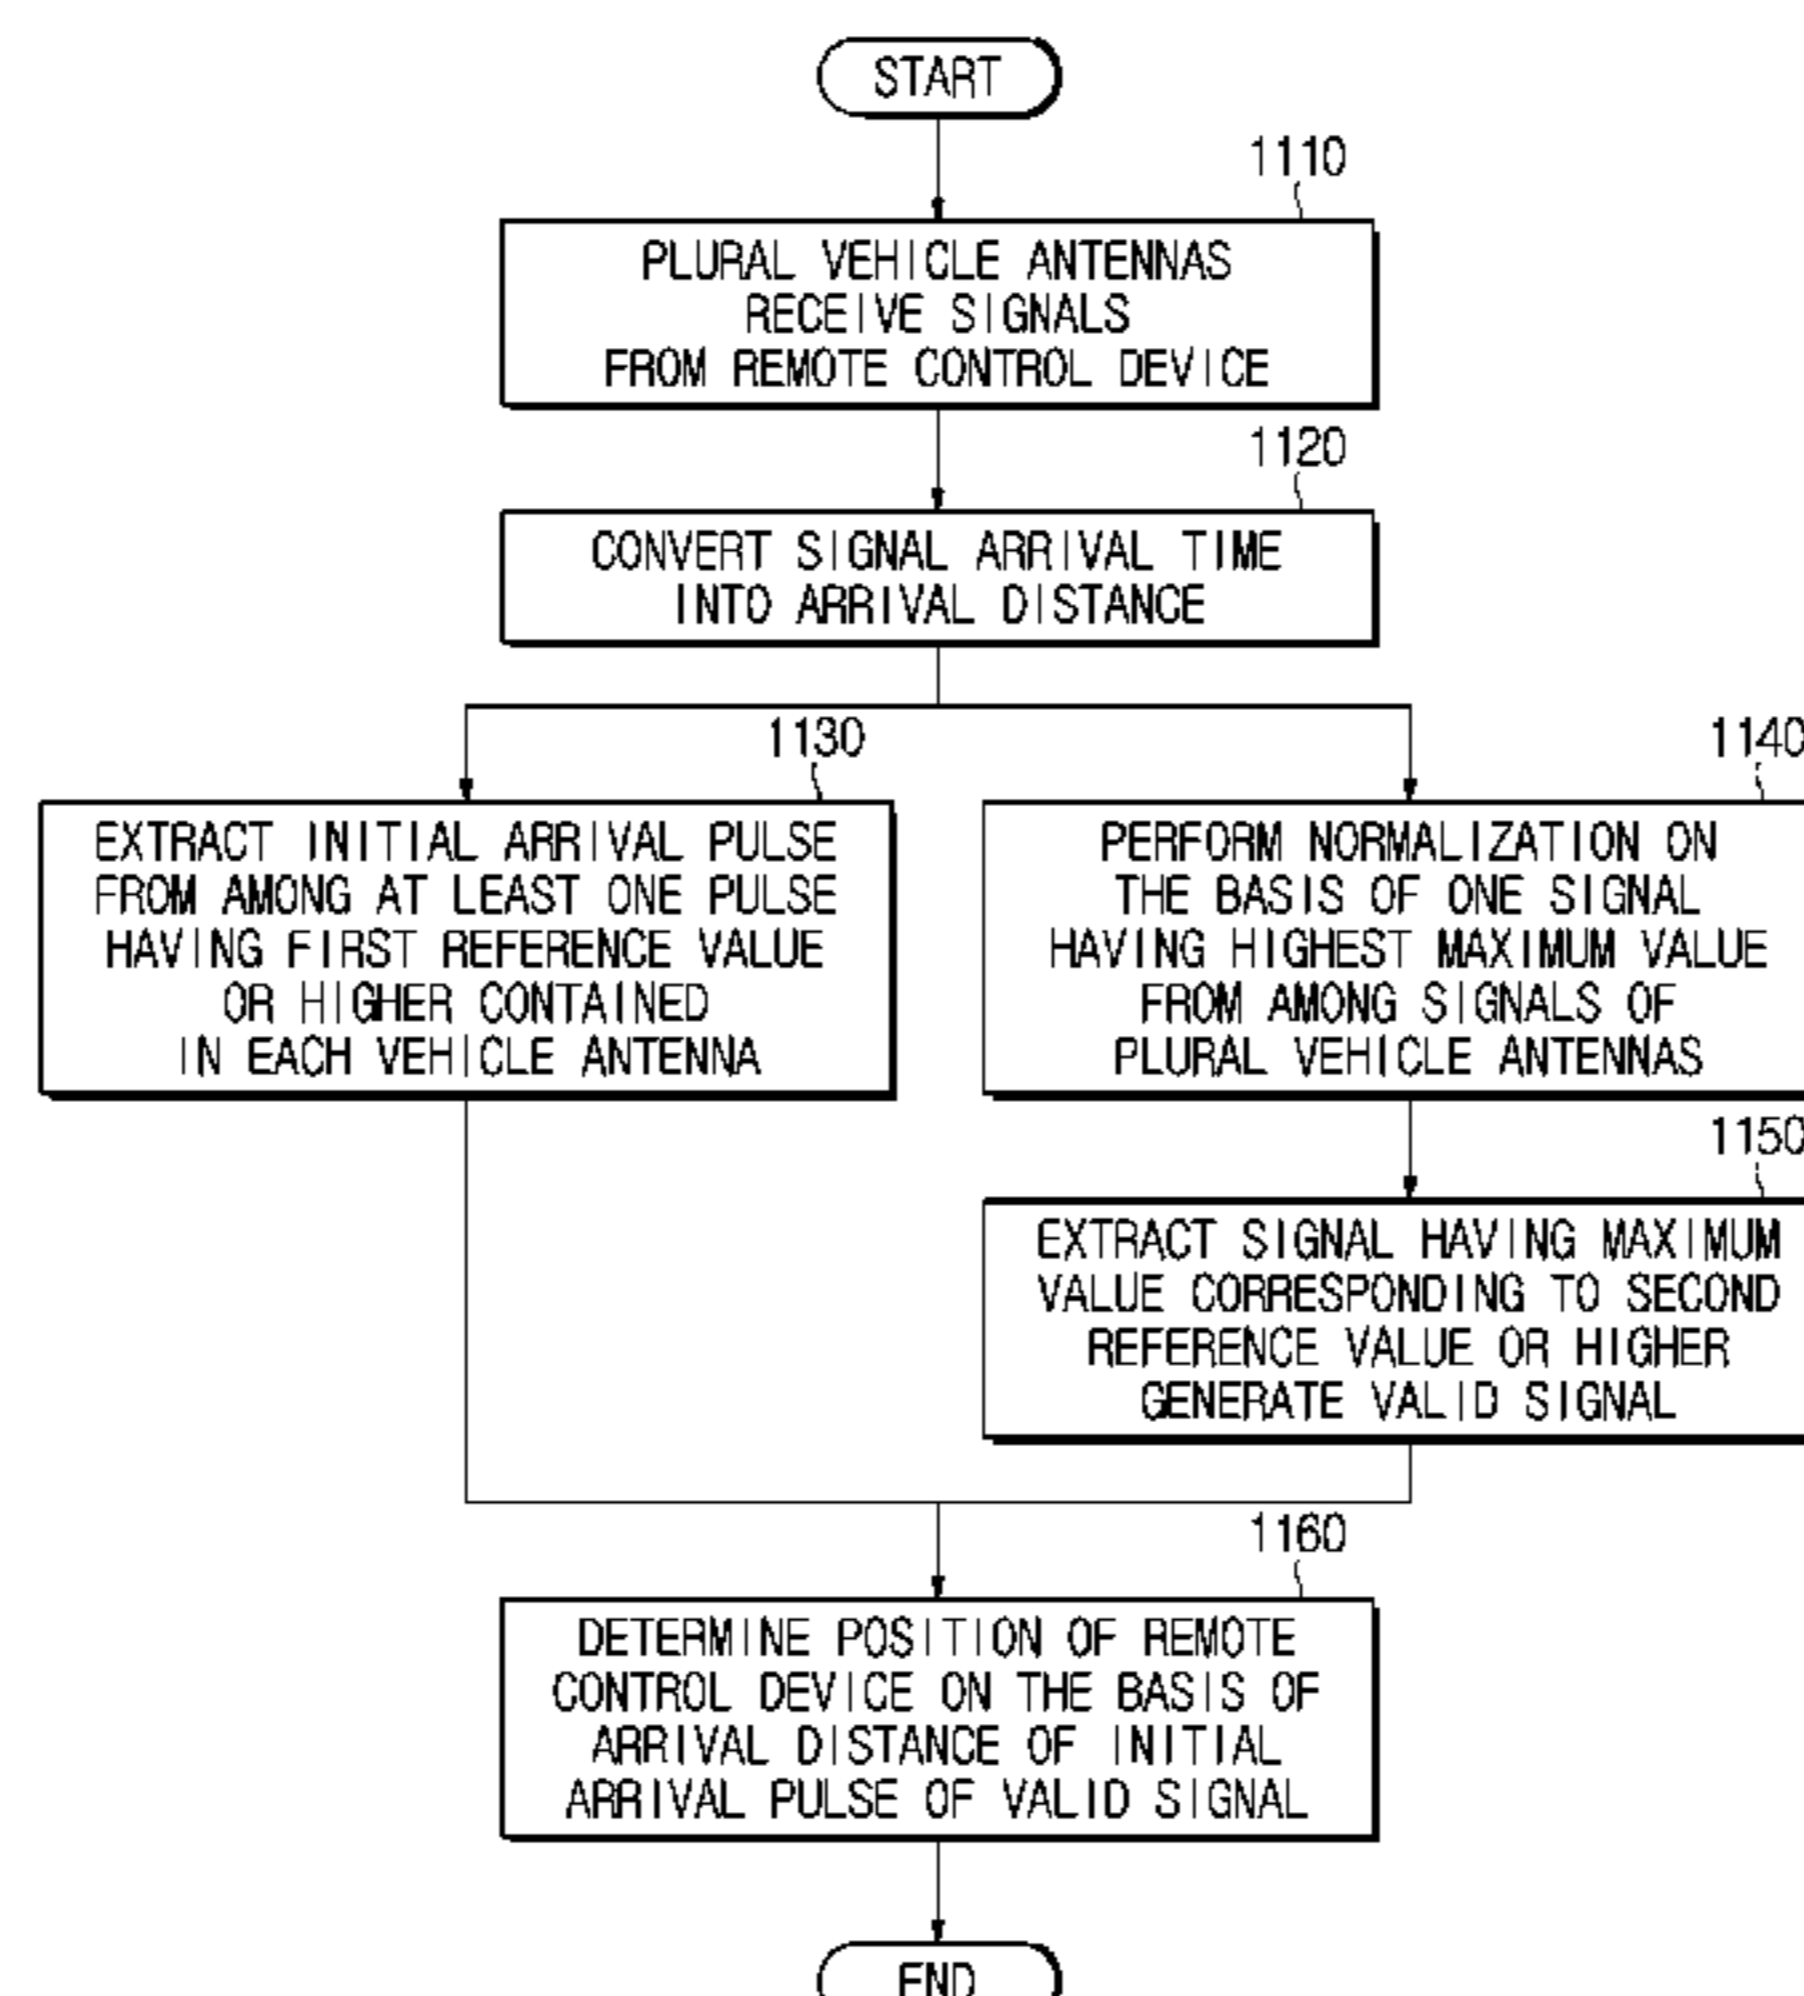 START
1110
PLURAL VEHICLE ANTENNAS
RECEIVE SIGNALS
FROM REMOTE CONTROL DEVICE
1120
CONVERT SIGNAL ARRIVAL TIME
INTO ARRIVAL DISTANCE
1130
EXTRACT INITIAL ARRIVAL PULSE
FROM AMONG AT LEAST ONE PULSE
HAVING FIRST REFERENCE VALUE
OR HIGHER CONTAINED
IN EACH VEHICLE ANTENNA
1140
PERFORM NORMALIZATION ON
THE BASIS OF ONE SIGNAL
HAVING HIGHEST MAXIMUM VALUE
FROM AMONG SIGNALS OF
PLURAL VEHICLE ANTENNAS
1150
EXTRACT SIGNAL HAVING MAXIMUM
VALUE CORRESPONDING TO SECOND
REFERENCE VALUE OR HIGHER
GENERATE VALID SIGNAL
1160
DETERMINE POSITION OF REMOTE
CONTROL DEVICE ON THE BASIS OF
ARRIVAL DISTANCE OF INITIAL
ARRIVAL PULSE OF VALID SIGNAL
END